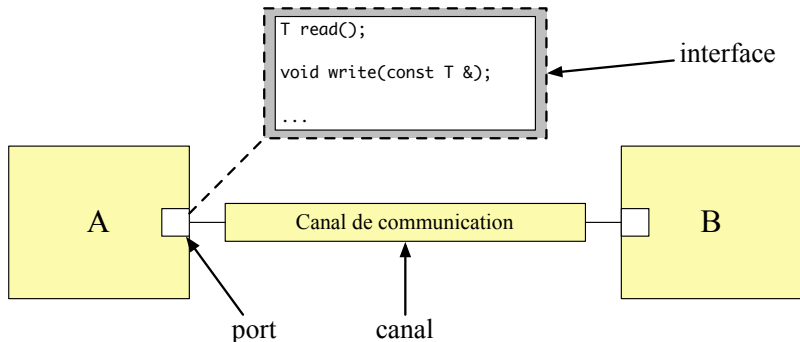 T read();
void write(const T &);
...
interface
A
Canal de communication
B
port
canal